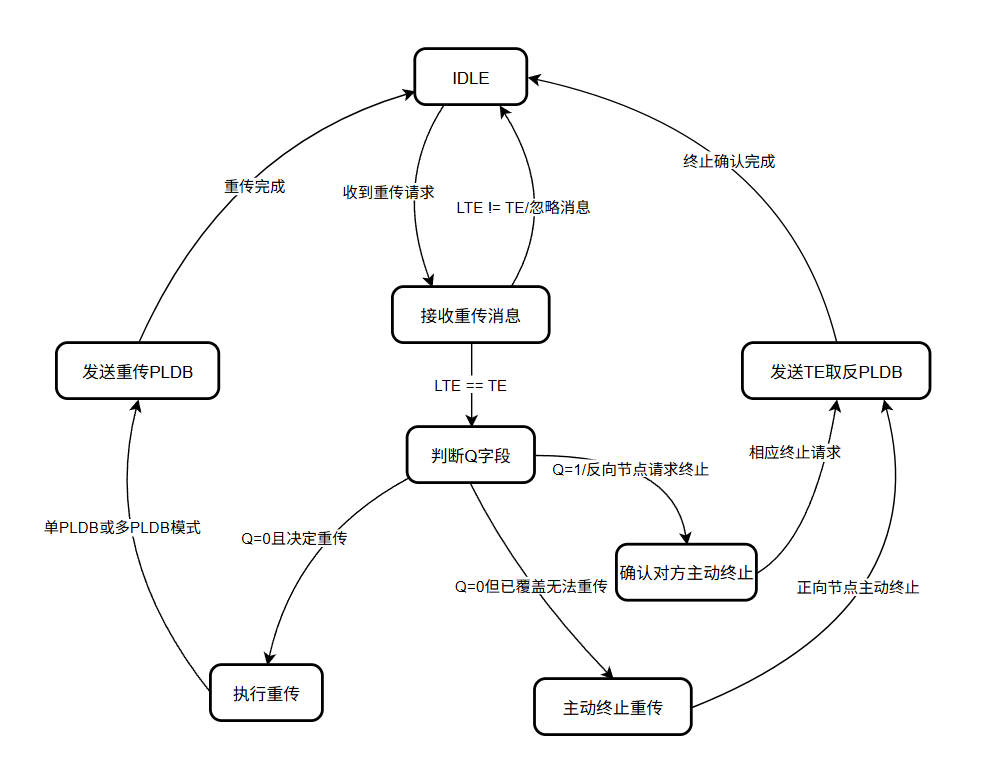 IDLE
终止确认完成
重传完成
收到重传请求
LTE != TE/忽略消息
接收重传消息
发送重传PLDB
发送TE取反PLDB
LTE == TE
判断Q字段
相应终止请求
Q=1/反向节点请求终止
单PLDB或多PLDB模式
Q=0且决定重传
确认对方主动终止
Q=0但已覆盖无法重传
正向节点主动终止
执行重传
主动终止重传